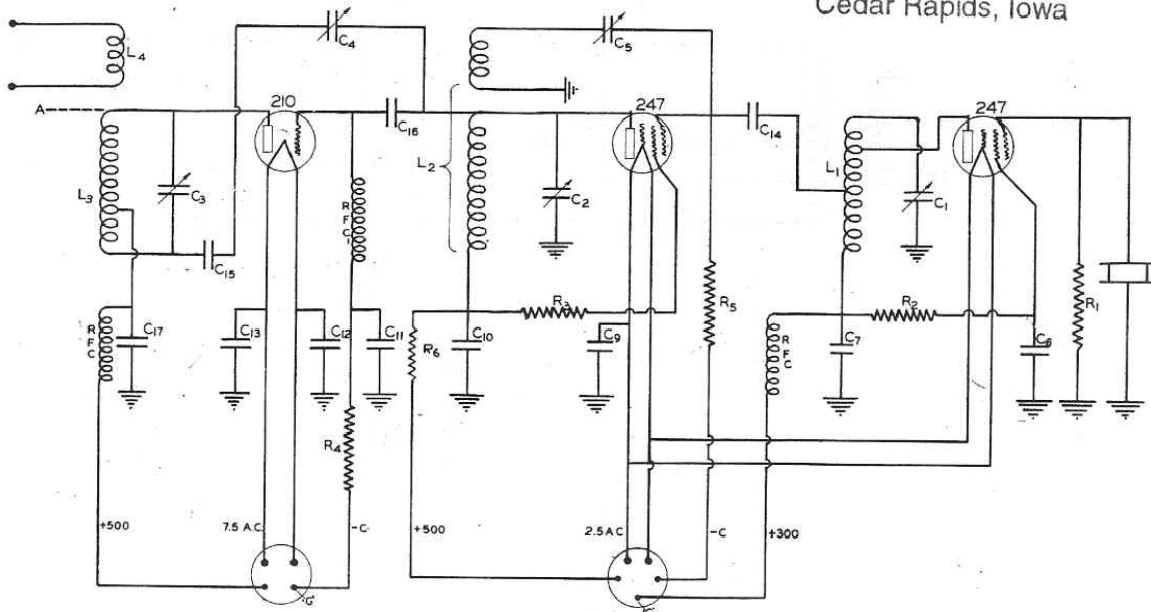 Cedar Rapids, Iowa
L4
C4
C5
A
210
C16
247
C14
247
L3
C3
L2
C2
L1
C1
C15
RFC1
R3
R5
R2
R1
RFC
C17
C13
C12
C11
R6
C10
C9
RFC
C7
C8
R4
+500
7.5 A.C.
-C
+500
2.5 A C
-C
+300
"G"